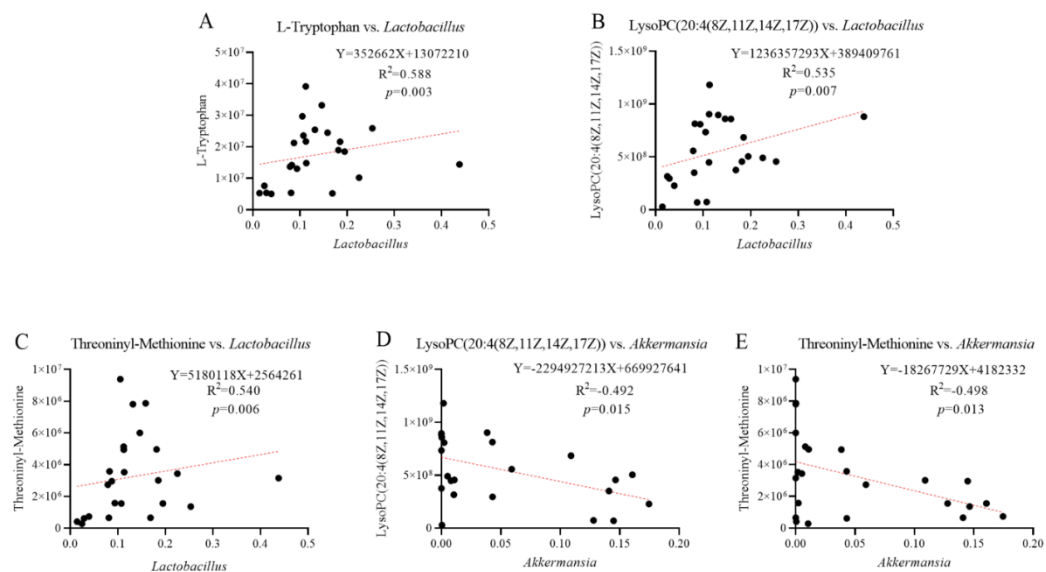 A
L-Tryptophan vs. Lactobacillus
Y=352662X+13072210
R²=0.588
p=0.003
5×10⁷
4×10⁷
3×10⁷
2×10⁷
1×10⁷
0
L-Tryptophan
0.0 0.1 0.2 0.3 0.4 0.5
Lactobacillus
B
LysoPC(20:4(8Z,11Z,14Z,17Z)) vs. Lactobacillus
Y=1236357293X+389409761
R²=0.535
p=0.007
1.5×10⁹
1×10⁹
5×10⁸
0
LysoPC(20:4(8Z,11Z,14Z,17Z))
0.0 0.1 0.2 0.3 0.4 0.5
Lactobacillus
C
Threoninyl-Methionine vs. Lactobacillus
Y=5180118X+2564261
R²=0.540
p=0.006
1×10⁷
8×10⁶
6×10⁶
4×10⁶
2×10⁶
0
Threoninyl-Methionine
0.0 0.1 0.2 0.3 0.4 0.5
Lactobacillus
D
LysoPC(20:4(8Z,11Z,14Z,17Z)) vs. Akkermansia
Y=-2294927213X+669927641
R²=-0.492
p=0.015
1.5×10⁹
1×10⁹
5×10⁸
0
LysoPC(20:4(8Z,11Z,14Z,17Z))
0.00 0.05 0.10 0.15 0.20
Akkermansia
E
Threoninyl-Methionine vs. Akkermansia
Y=-18267729X+4182332
R²=-0.498
p=0.013
1×10⁷
8×10⁶
6×10⁶
4×10⁶
2×10⁶
0
Threoninyl-Methionine
0.00 0.05 0.10 0.15 0.20
Akkermansia